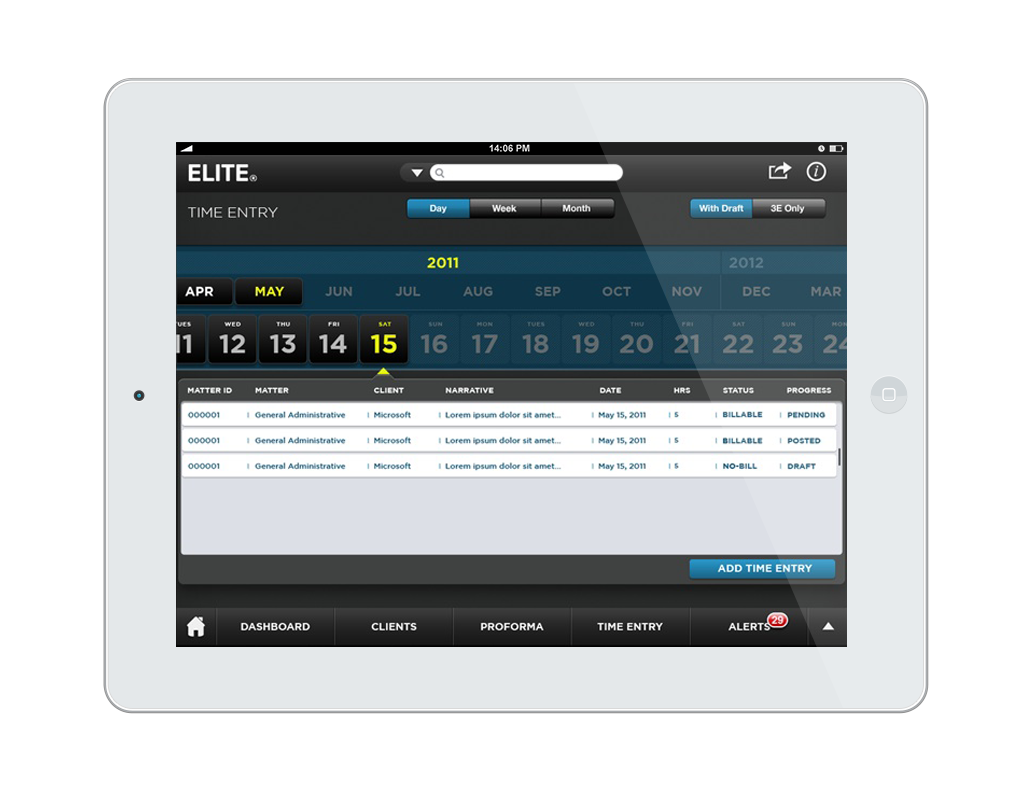 14:06 PM
ELITE®
TIME ENTRY
Day Week Month
With Draft 3E Only
2011 2012
APR MAY JUN JUL AUG SEP OCT NOV DEC MAR
WED THU FRI SAT SUN MON TUES WED THU FRI SAT SUN
11 12 13 14 15 16 17 18 19 20 21 22 23 24
MATTER ID MATTER CLIENT NARRATIVE DATE HRS STATUS PROGRESS
000001 General Administrative Microsoft Lorem ipsum dolor sit amet... May 15, 2011 5 BILLABLE PENDING
000001 General Administrative Microsoft Lorem ipsum dolor sit amet... May 15, 2011 5 BILLABLE POSTED
000001 General Administrative Microsoft Lorem ipsum dolor sit amet... May 15, 2011 5 NO-BILL DRAFT
ADD TIME ENTRY
DASHBOARD CLIENTS PROFORMA TIME ENTRY ALERTS 29